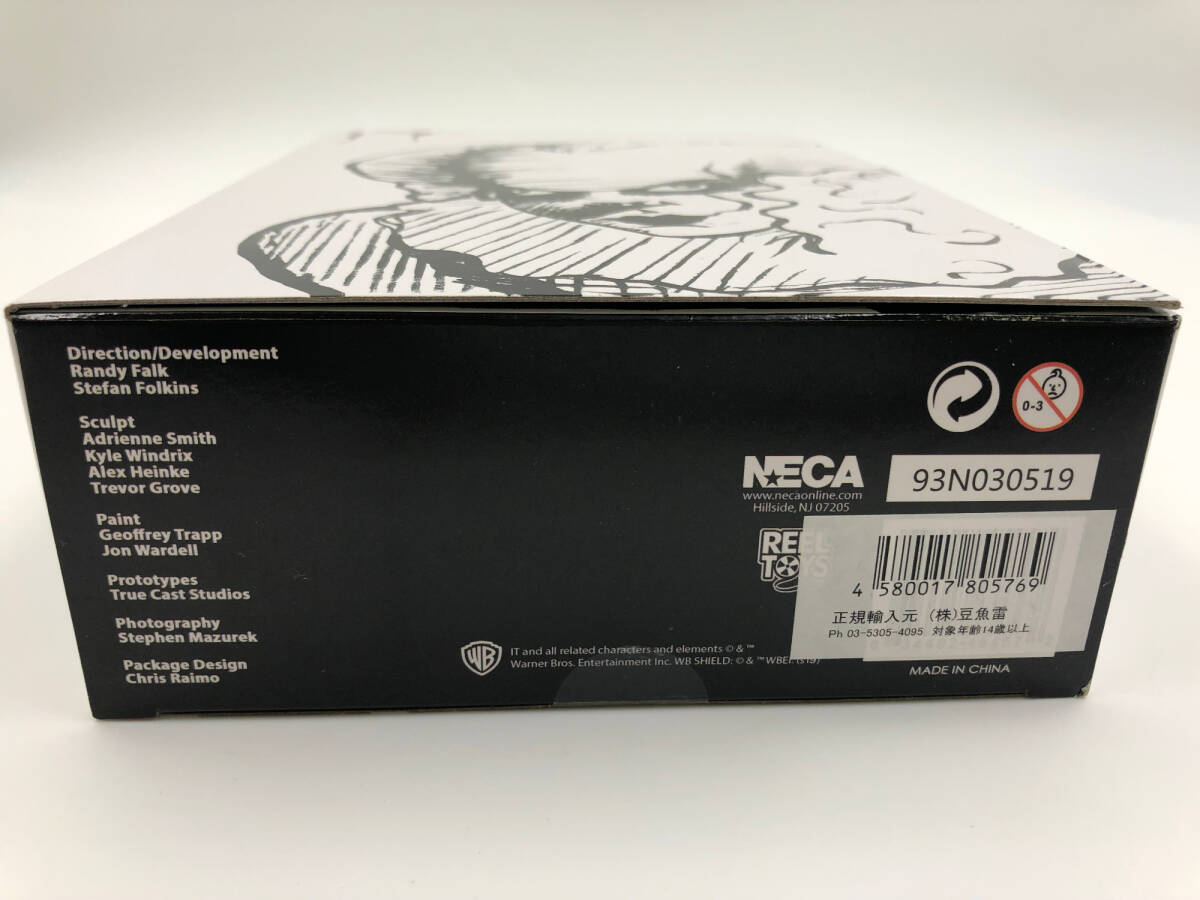 Direction/Development
Randy Falk
Stefan Folkins
Sculpt
Adrienne Smith
Kyle Windrix
Alex Heinke
Trevor Grove
Paint
Geoffrey Trapp
Jon Wardell
Prototypes
True Cast Studios
Photography
Stephen Mazurek
Package Design
Chris Raimo
0-3
NECA
www.necaonline.com
Hillside, NJ 07205
93N030519
REEL
TOYS
4 580017 805769
正規輸入元 (株)豆魚雷
Ph 03-5305-4095 対象年齢14歳以上
WB
IT and all related characters and elements © & ™
Warner Bros. Entertainment Inc. WB SHIELD: © & ™ WBEI. (s19)
MADE IN CHINA